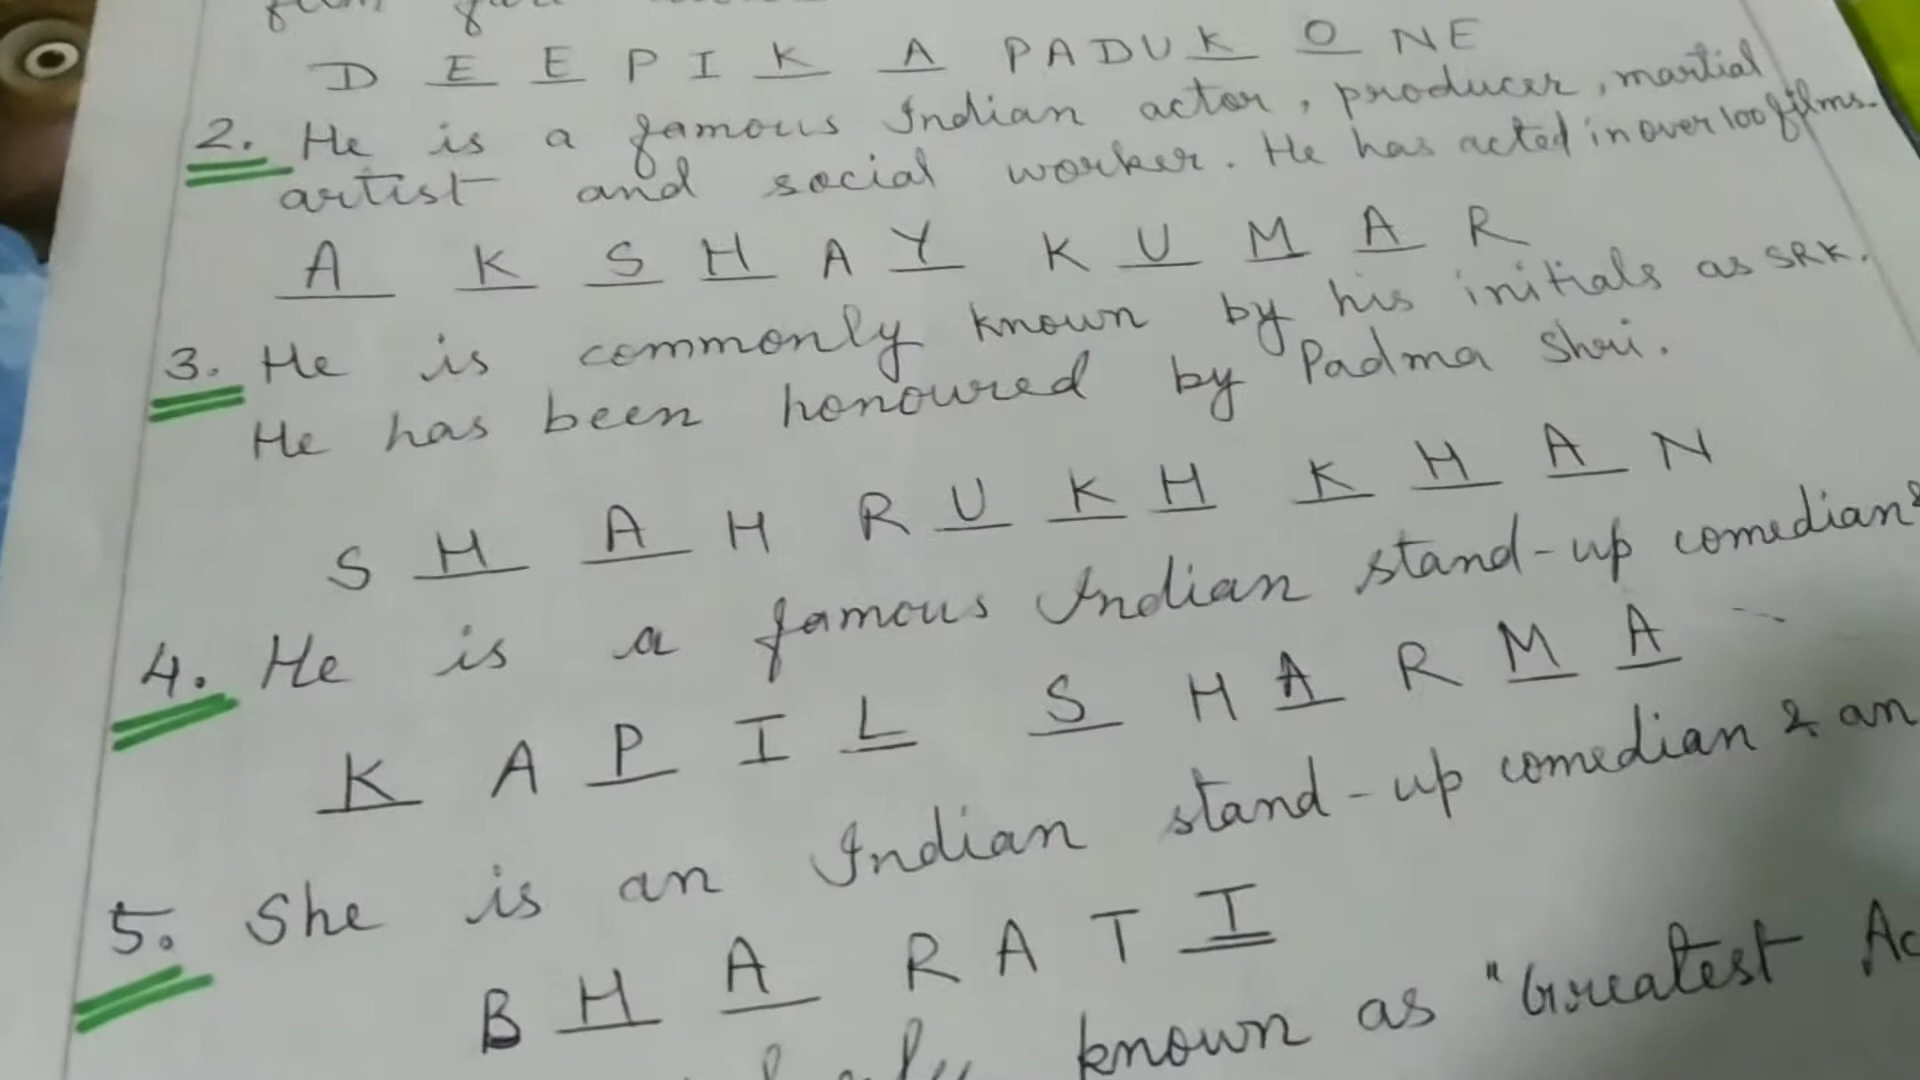 D E E P I K A PADUK O NE
2. He is a famous Indian actor, producer, martial
artist and social worker. He has acted in over 100 films.
A K S H A Y K U M A R
3. He is commonly known by his initials as SRK.
He has been honoured by Padma Shri.
S H A H R U K H K H A N
4. He is a famous Indian stand-up comedian &
K A P I L S H A R M A
5. She is an Indian stand-up comedian & an
B H A R A T I
known as "Greatest Ac